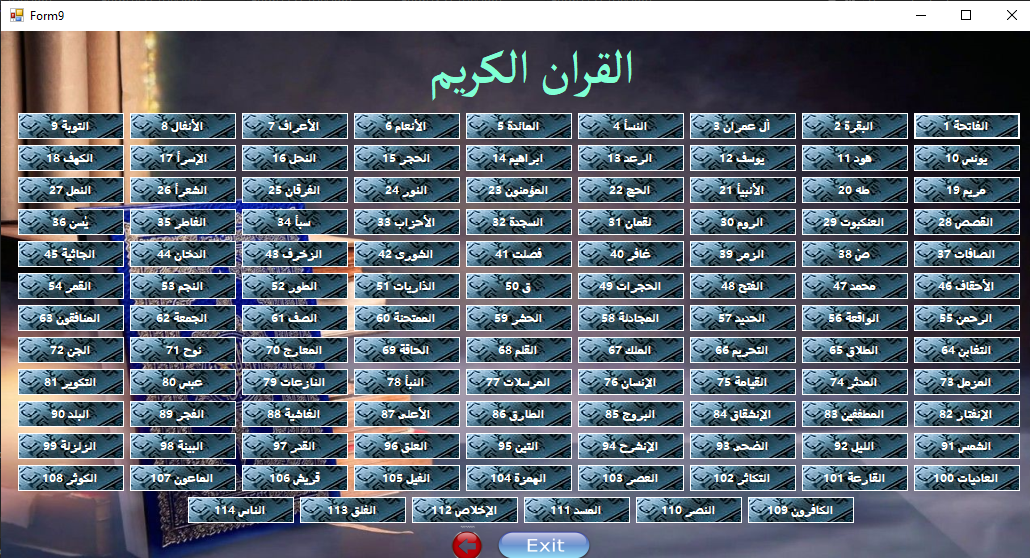 Form9
القران الكريم
الفاتحة 1 البقرة 2 آل عمران 3 النسأ 4 المائدة 5 الأنعام 6 الأعراف 7 الأنفال 8 التوبة 9
يونس 10 هود 11 يوسف 12 الرعد 13 ابراهيم 14 الحجر 15 النحل 16 الإسرأ 17 الكهف 18
مريم 19 طه 20 الأنبيأ 21 الحج 22 المؤمنون 23 النور 24 الفرقان 25 الشعرأ 26 النمل 27
القصص 28 العنكبوت 29 الروم 30 لقمان 31 السجدة 32 الأحزاب 33 سبأ 34 الفاطر 35 يسن 36
الصافات 37 ص 38 الزمر 39 غافر 40 فصلت 41 الشورى 42 الزخرف 43 الدخان 44 الجاثية 45
الأحقاف 46 محمد 47 الفتح 48 الحجرات 49 ق 50 الذاريات 51 الطور 52 النجم 53 القمر 54
الرحمن 55 الواقعة 56 الحديد 57 المجادلة 58 الحشر 59 الممتحنة 60 الصف 61 الجمعة 62 المنافقون 63
التغابن 64 الطلاق 65 التحريم 66 الملك 67 القلم 68 الحاقة 69 المعارج 70 نوح 71 الجن 72
المزمل 73 المدثر 74 القيامة 75 الإنسان 76 المرسلات 77 النبأ 78 النازعات 79 عبس 80 التكوير 81
الإنفتار 82 المطففين 83 الإنشقاق 84 البروج 85 الطارق 86 الأعلى 87 الغاشية 88 الفجر 89 البلد 90
الشمس 91 الليل 92 الضحى 93 الإنشرح 94 التين 95 العلق 96 القدر 97 البينة 98 الزلزلة 99
العاديات 100 القارعة 101 التكاثر 102 العصر 103 الهمزة 104 الفيل 105 قريش 106 الماعون 107 الكوثر 108
الكافرون 109 النصر 110 المسد 111 الإخلاص 112 الفلق 113 الناس 114
Exit